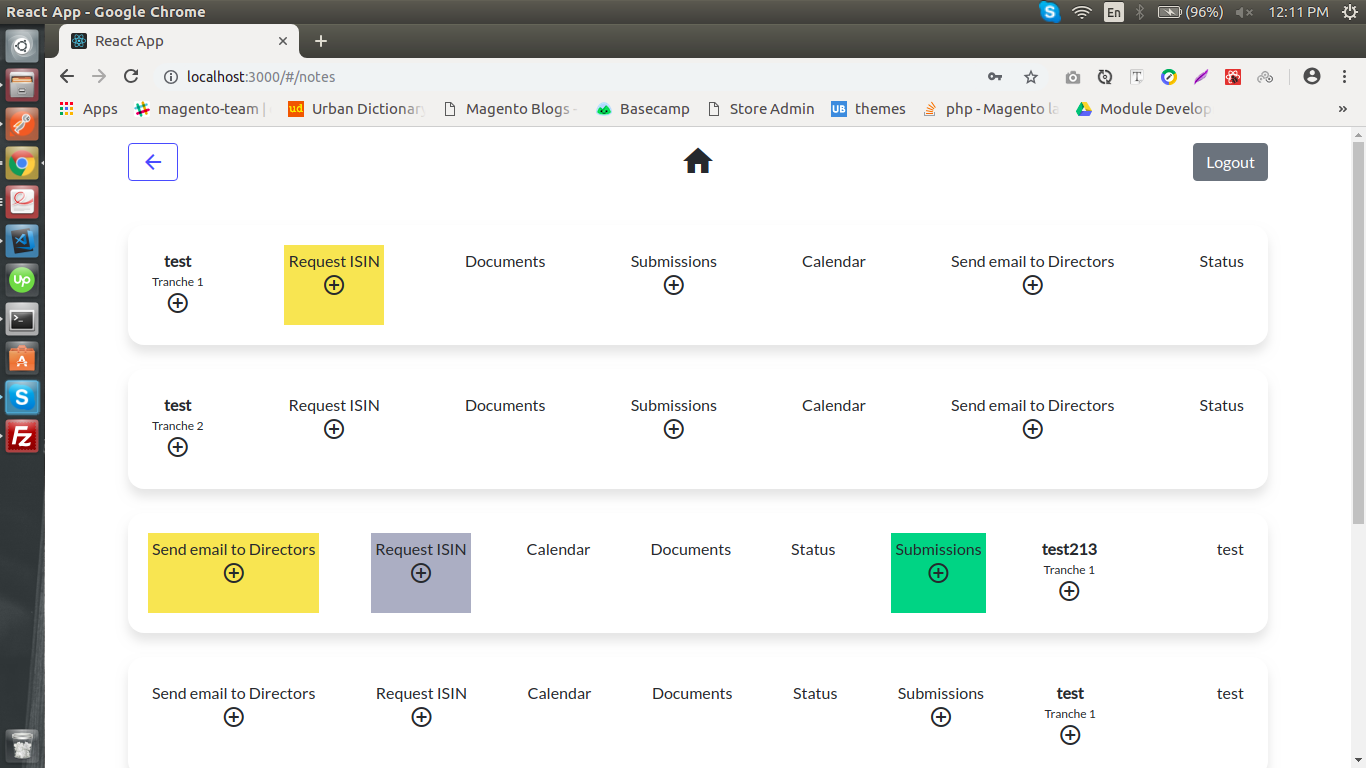 React App - Google Chrome
En
(96%)
12:11 PM
React App
localhost:3000/#/notes
Apps
magento-team |
Urban Dictionary
Magento Blogs -
Basecamp
Store Admin
UB
themes
php - Magento la
Module Develop
Logout
test
Tranche 1
Request ISIN
Documents
Submissions
Calendar
Send email to Directors
Status
test
Tranche 2
Request ISIN
Documents
Submissions
Calendar
Send email to Directors
Status
Send email to Directors
Request ISIN
Calendar
Documents
Status
Submissions
test213
Tranche 1
test
Send email to Directors
Request ISIN
Calendar
Documents
Status
Submissions
test
Tranche 1
test